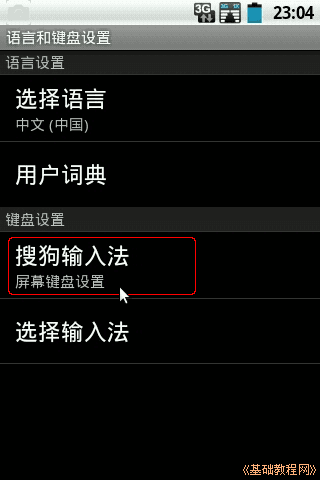 3G 3G 1X 23:04
语言和键盘设置
语言设置
选择语言
中文 (中国)
用户词典
键盘设置
搜狗输入法
屏幕键盘设置
选择输入法
《基础教程网》